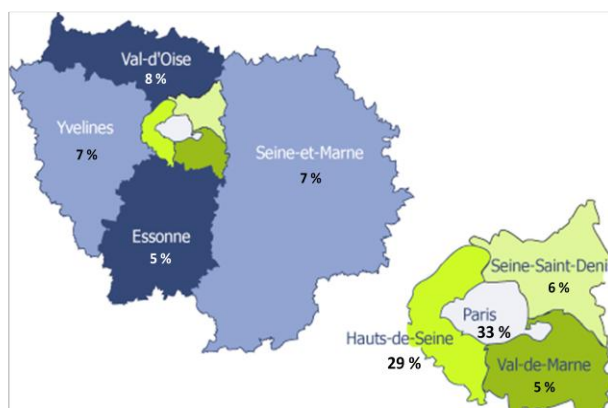 Val-d'Oise
8 %
Yvelines
7 %
Seine-et-Marne
7 %
Essonne
5 %
Seine-Saint-Deni
6 %
Paris
33 %
Hauts-de-Seine
29 %
Val-de-Marne
5 %